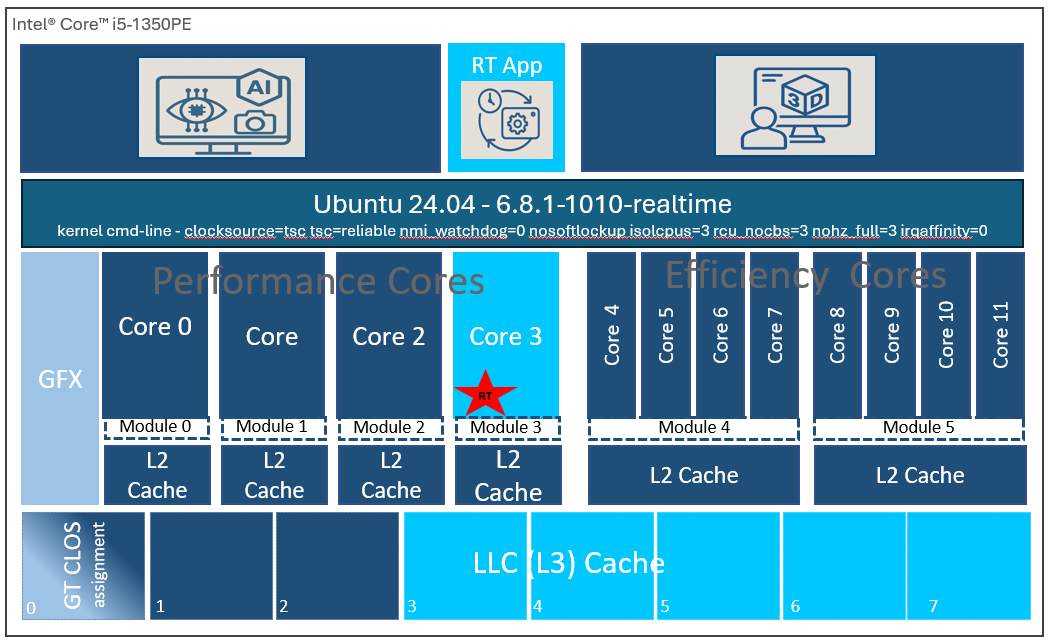 Intel® Core™ i5-1350PE
AI
RT App
3D
Ubuntu 24.04 - 6.8.1-1010-realtime
kernel cmd-line - clocksource=tsc tsc=reliable nmi_watchdog=0 nosoftlockup isolcpus=3 rcu_nocbs=3 nohz_full=3 irqaffinity=0
Performance Cores
Efficiency Cores
GFX
Core 0
Core
Core 2
Core 3
RT
Core 4
Core 5
Core 6
Core 7
Core 8
Core 9
Core 10
Core 11
Module 0
Module 1
Module 2
Module 3
Module 4
Module 5
L2
Cache
L2
Cache
L2
Cache
L2
Cache
L2 Cache
L2 Cache
GT CLOS
assignment
LLC (L3) Cache
0
1
2
3
4
5
6
7